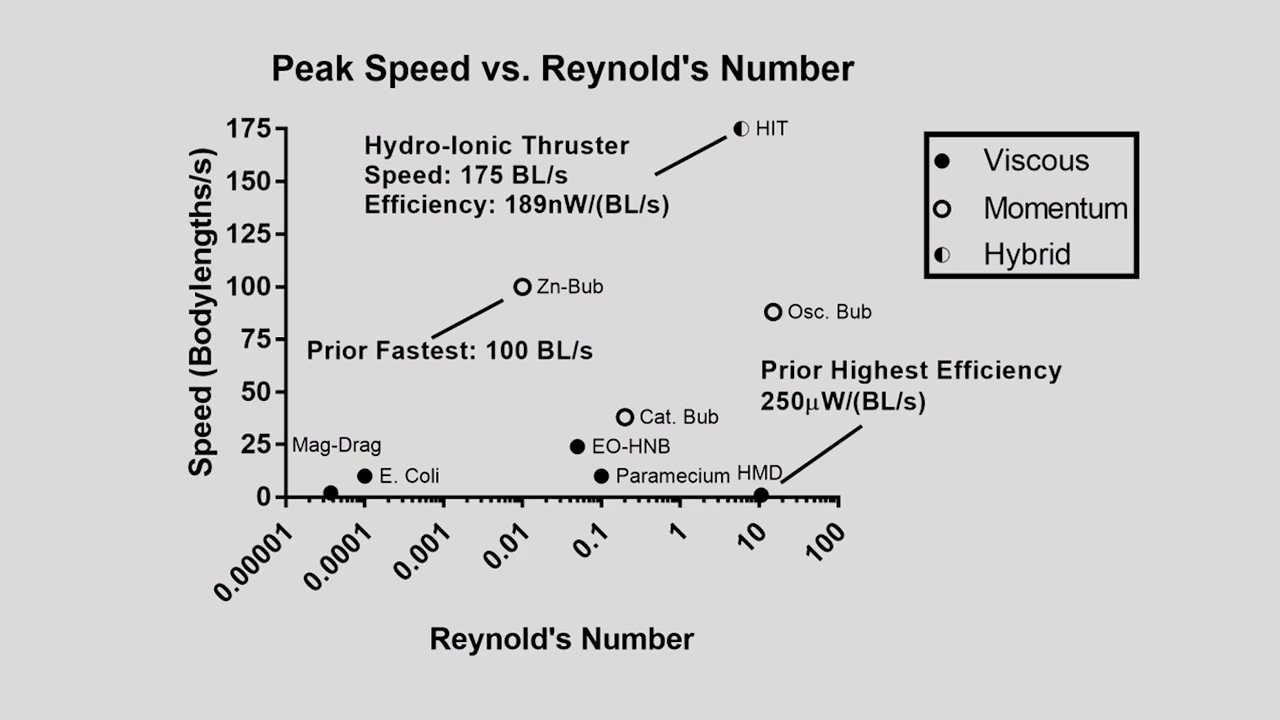 Peak Speed vs. Reynold's Number
Speed (Bodylengths/s)
175
150
125
100
75
50
25
0
Hydro-Ionic Thruster
Speed: 175 BL/s
Efficiency: 189nW/(BL/s)
HIT
Zn-Bub
Prior Fastest: 100 BL/s
Osc. Bub
Prior Highest Efficiency
250μW/(BL/s)
Cat. Bub
Mag-Drag
EO-HNB
E. Coli
Paramecium
HMD
0.00001
0.0001
0.001
0.01
0.1
1
10
100
Reynold's Number
Viscous
Momentum
Hybrid